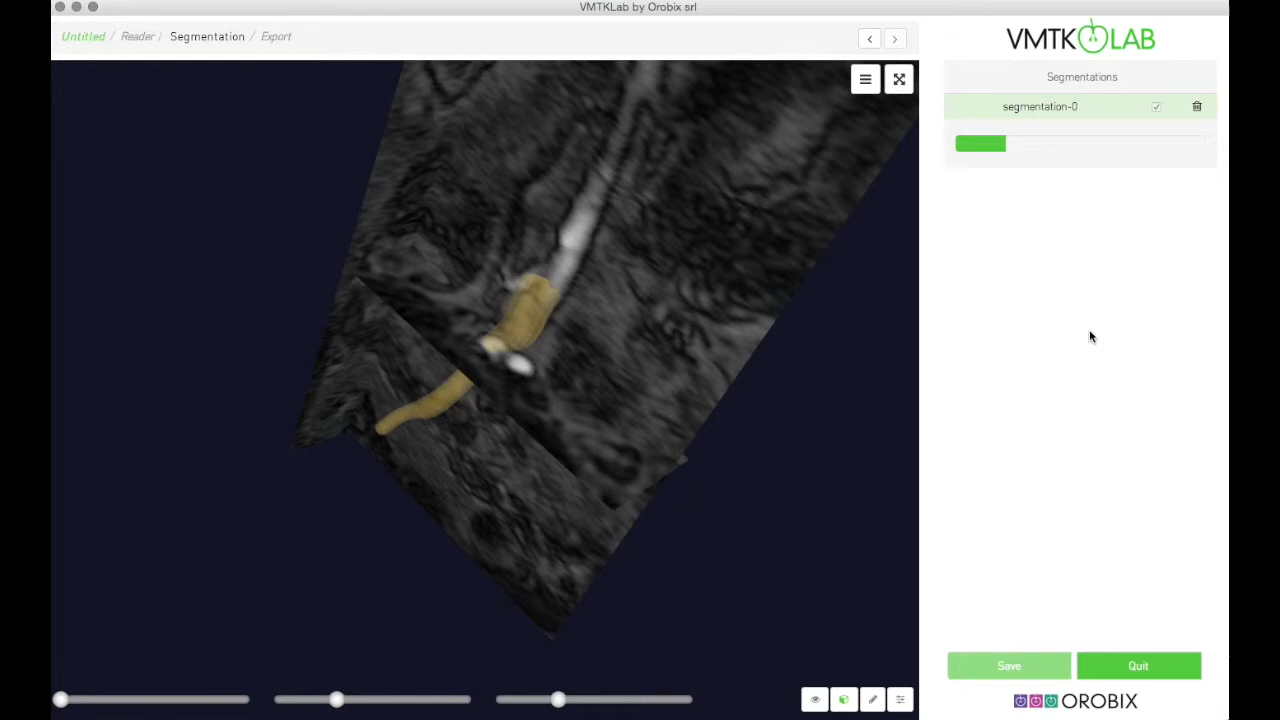 VMTKLab by Orobix srl
Untitled / Reader / Segmentation / Export
VMTK LAB
Segmentations
segmentation-0
Save Quit
OROBIX